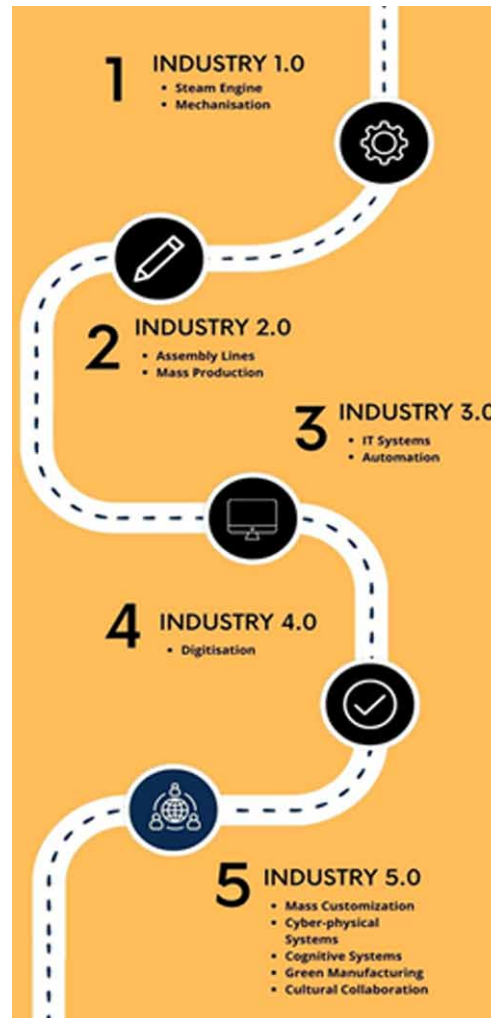 1
INDUSTRY 1.0
• Steam Engine
• Mechanisation
2
INDUSTRY 2.0
• Assembly Lines
• Mass Production
3
INDUSTRY 3.0
• IT Systems
• Automation
4
INDUSTRY 4.0
• Digitisation
5
INDUSTRY 5.0
• Mass Customization
• Cyber-physical
Systems
• Cognitive Systems
• Green Manufacturing
• Cultural Collaboration